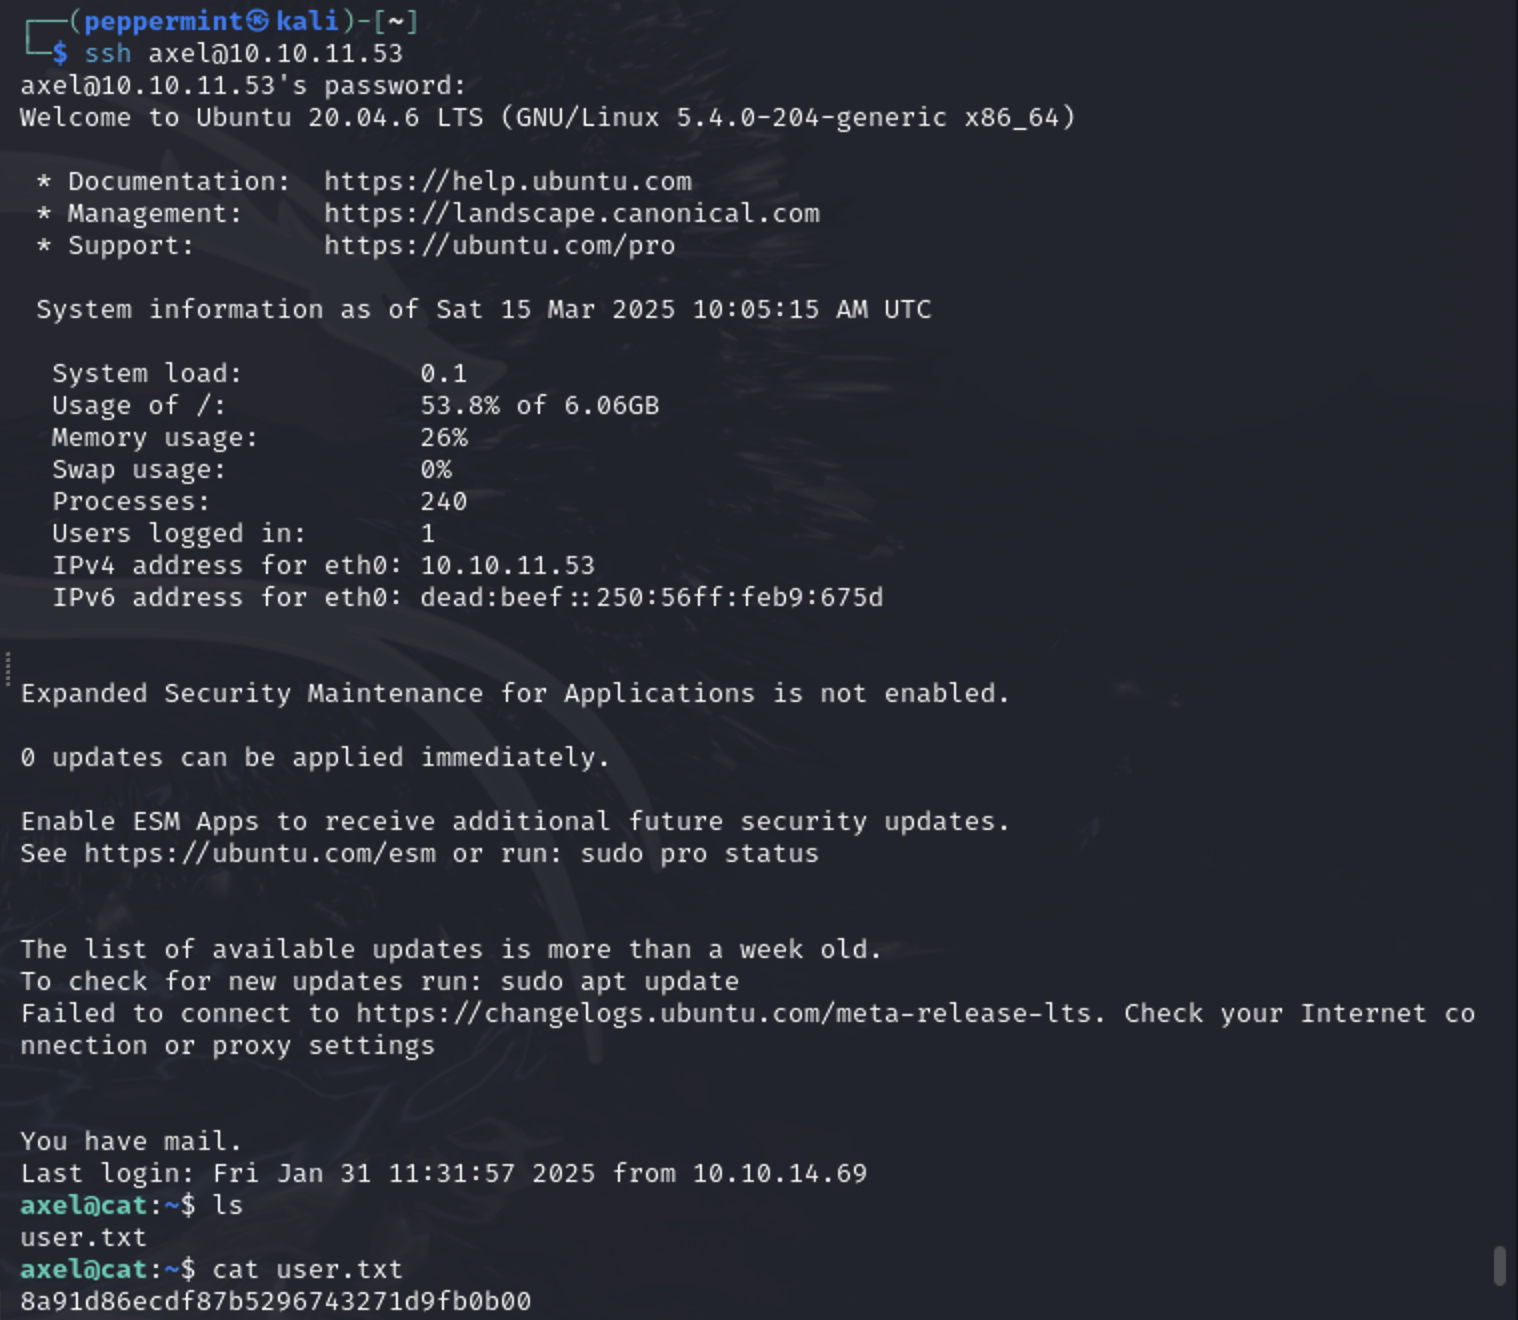 ┌──(peppermint㉿kali)-[~]
└─$ ssh axel@10.10.11.53
axel@10.10.11.53's password:
Welcome to Ubuntu 20.04.6 LTS (GNU/Linux 5.4.0-204-generic x86_64)

 * Documentation:  https://help.ubuntu.com
 * Management:     https://landscape.canonical.com
 * Support:        https://ubuntu.com/pro

 System information as of Sat 15 Mar 2025 10:05:15 AM UTC

  System load:           0.1
  Usage of /:            53.8% of 6.06GB
  Memory usage:          26%
  Swap usage:            0%
  Processes:             240
  Users logged in:       1
  IPv4 address for eth0: 10.10.11.53
  IPv6 address for eth0: dead:beef::250:56ff:feb9:675d


Expanded Security Maintenance for Applications is not enabled.

0 updates can be applied immediately.

Enable ESM Apps to receive additional future security updates.
See https://ubuntu.com/esm or run: sudo pro status


The list of available updates is more than a week old.
To check for new updates run: sudo apt update
Failed to connect to https://changelogs.ubuntu.com/meta-release-lts. Check your Internet co
nnection or proxy settings


You have mail.
Last login: Fri Jan 31 11:31:57 2025 from 10.10.14.69
axel@cat:~$ ls
user.txt
axel@cat:~$ cat user.txt
8a91d86ecdf87b5296743271d9fb0b00